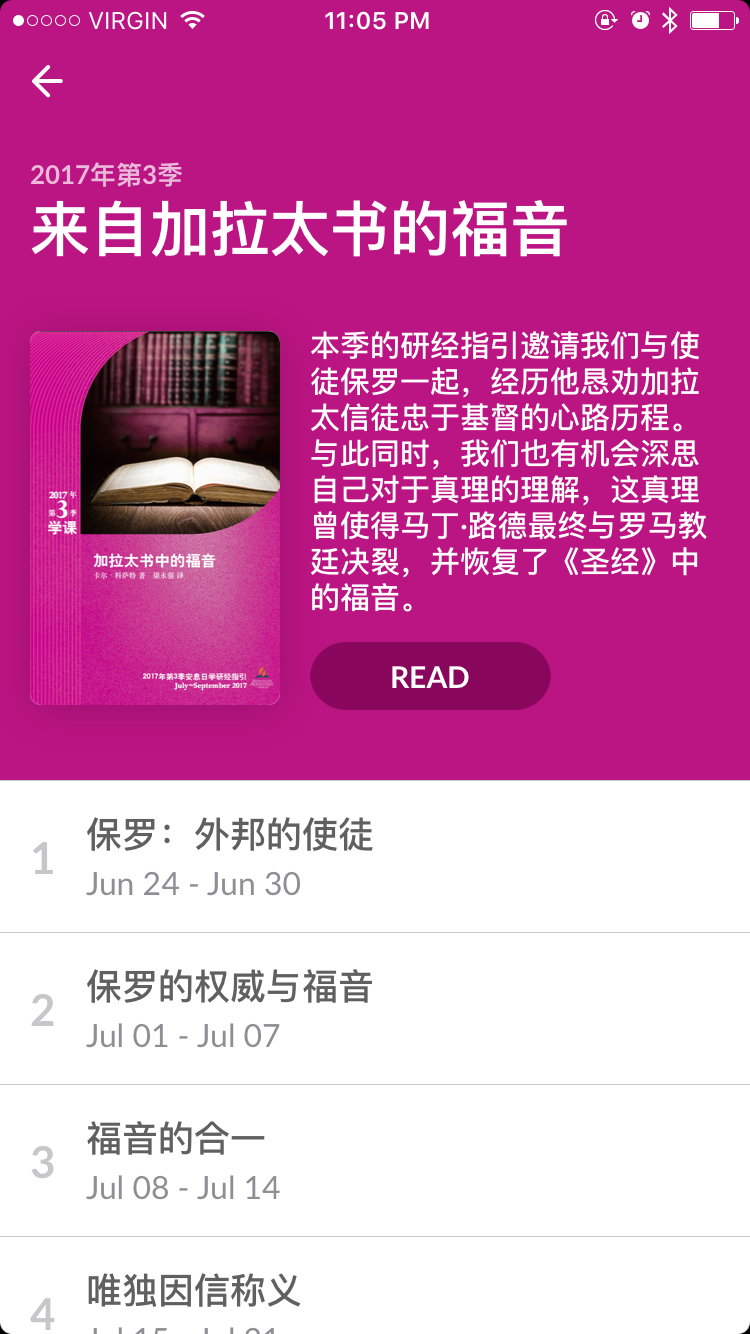 VIRGIN
11:05 PM
2017年第3季
来自加拉太书的福音
2017 年
第3季
学课
加拉太书中的福音
卡尔·科萨特 著 梁永强 译
2017年第3季安息日学研经指引
July~September 2017
本季的研经指引邀请我们与使
徒保罗一起，经历他恳劝加拉
太信徒忠于基督的心路历程。
与此同时，我们也有机会深思
自己对于真理的理解，这真理
曾使得马丁·路德最终与罗马教
廷决裂，并恢复了《圣经》中
的福音。
READ
1
保罗：外邦的使徒
Jun 24 - Jun 30
2
保罗的权威与福音
Jul 01 - Jul 07
3
福音的合一
Jul 08 - Jul 14
4
唯独因信称义
Jul 15 - Jul 21